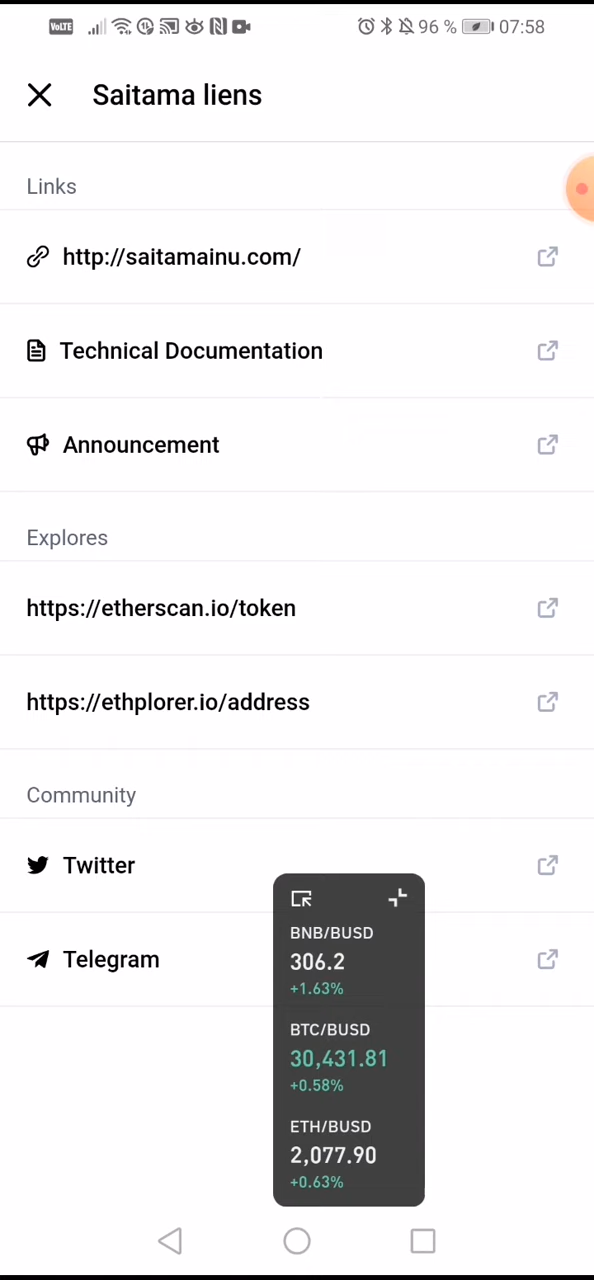 VoLTE 96 % 07:58
Saitama liens
Links
http://saitamainu.com/
Technical Documentation
Announcement
Explores
https://etherscan.io/token
https://ethplorer.io/address
Community
Twitter
Telegram
BNB/BUSD
306.2
+1.63%
BTC/BUSD
30,431.81
+0.58%
ETH/BUSD
2,077.90
+0.63%